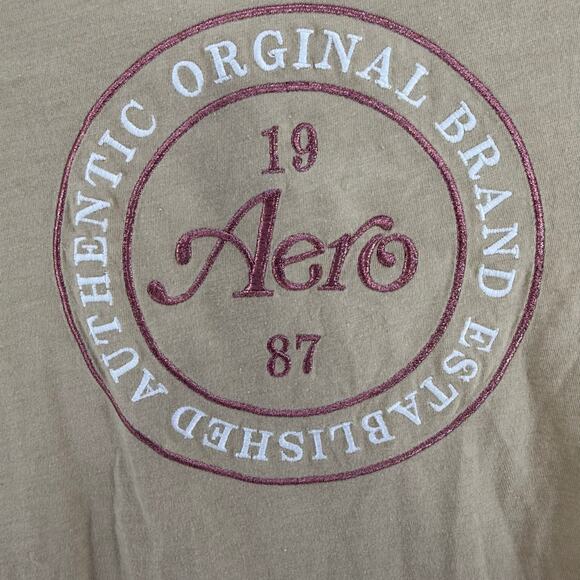 AUTHENTIC ORGINAL BRAND ESTABLISHED
19
Aero
87